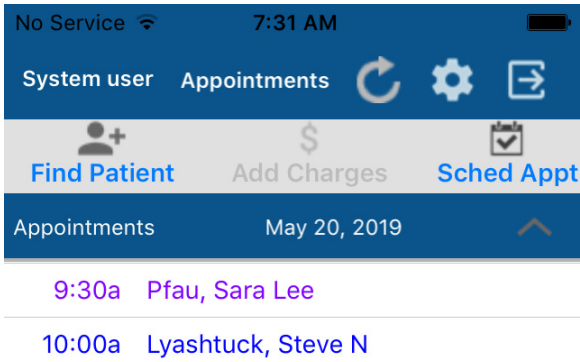 No Service 7:31 AM
System user Appointments
Find Patient $ Add Charges Sched Appt
Appointments May 20, 2019
9:30a Pfau, Sara Lee
10:00a Lyashtuck, Steve N